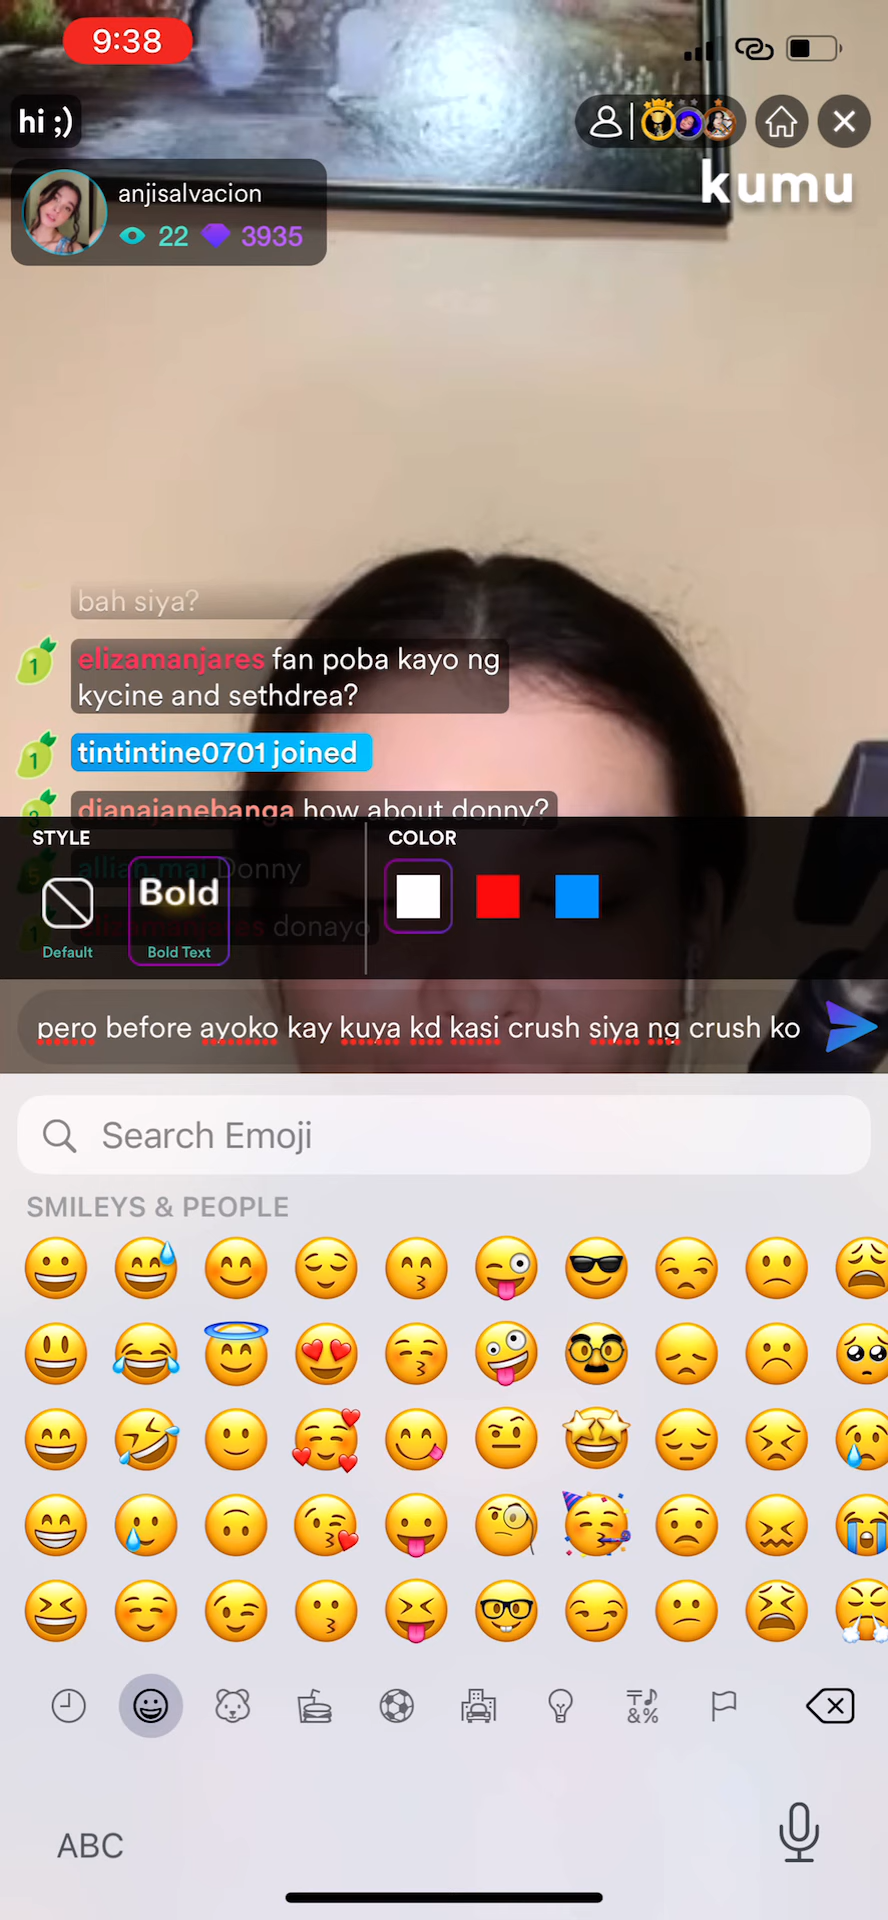 9:38
hi ;)
kumu
anjisalvacion
22 3935
bah siya?
1 elizamanjares fan poba kayo ng
kycine and sethdrea?
1 tintintine0701 joined
dianajanebanga how about donny?
STYLE COLOR
allian.mai Donny
Bold
donayo
Default Bold Text
pero before ayoko kay kuya kd kasi crush siya ng crush ko
Search Emoji
SMILEYS & PEOPLE
&%
ABC